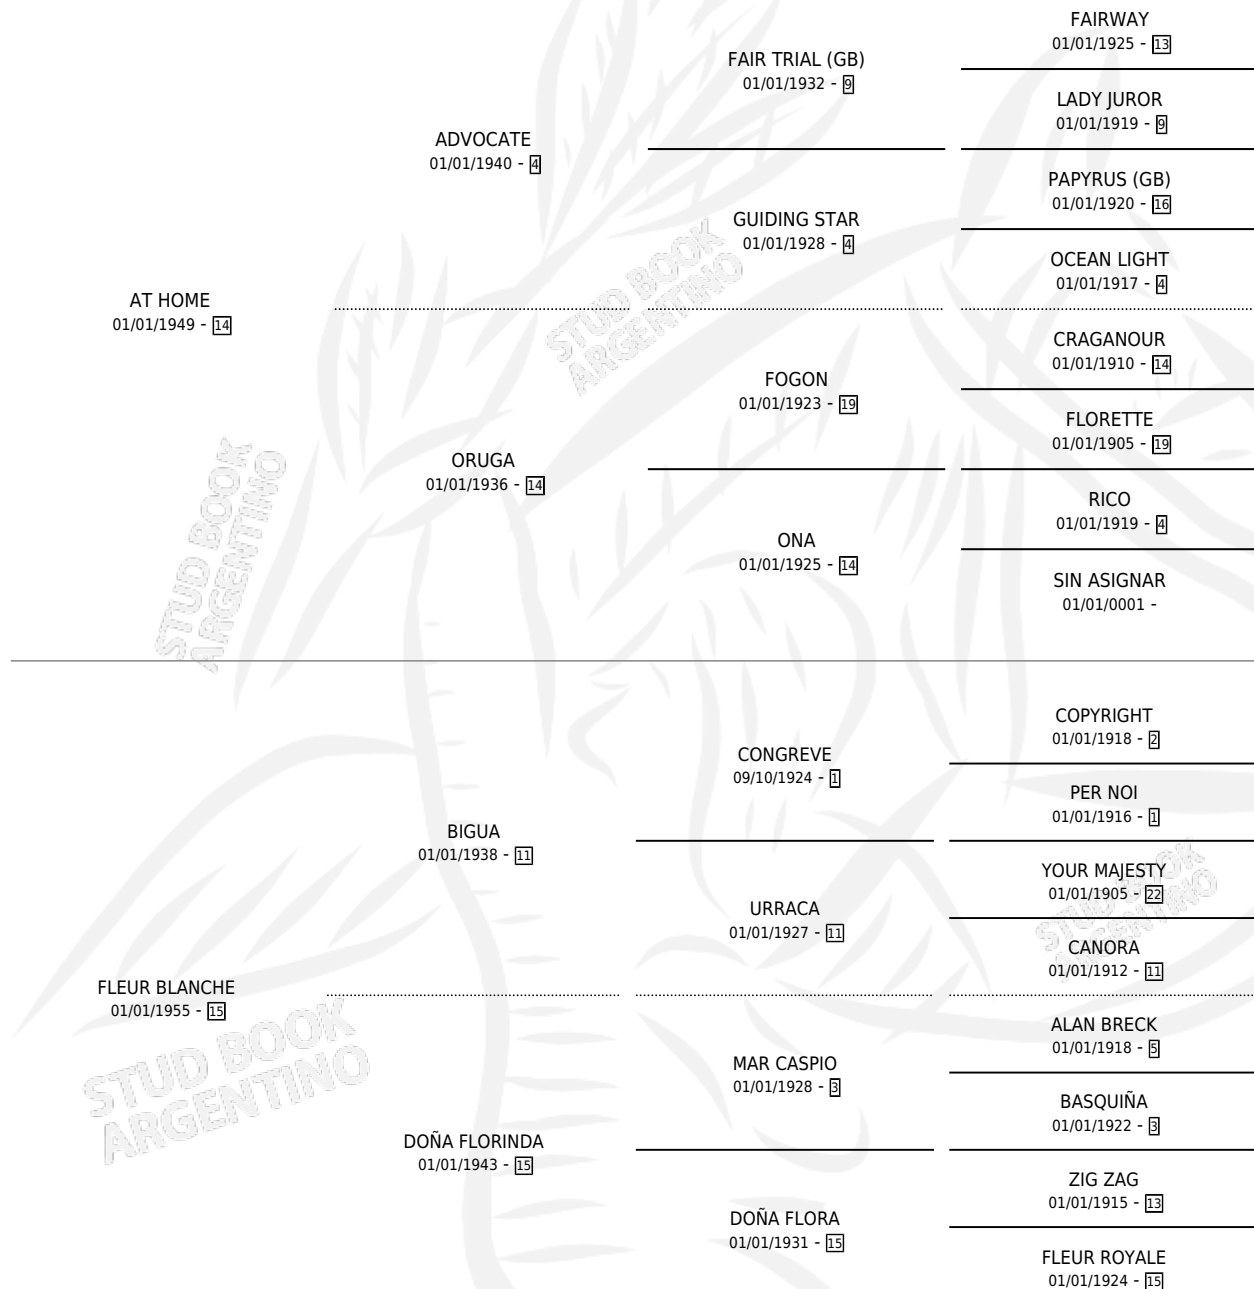 FAIRWAY
01/01/1925 - 13
FAIR TRIAL (GB)
01/01/1932 - 9
LADY JUROR
01/01/1919 - 9
ADVOCATE
01/01/1940 - 4
PAPYRUS (GB)
01/01/1920 - 16
GUIDING STAR
01/01/1928 - 4
OCEAN LIGHT
01/01/1917 - 4
AT HOME
01/01/1949 - 14
CRAGANOUR
01/01/1910 - 14
FOGON
01/01/1923 - 19
FLORETTE
01/01/1905 - 19
ORUGA
01/01/1936 - 14
RICO
01/01/1919 - 4
ONA
01/01/1925 - 14
SIN ASIGNAR
01/01/0001 -
COPYRIGHT
01/01/1918 - 2
CONGREVE
09/10/1924 - 1
PER NOI
01/01/1916 - 1
BIGUA
01/01/1938 - 11
YOUR MAJESTY
01/01/1905 - 22
URRACA
01/01/1927 - 11
CANORA
01/01/1912 - 11
FLEUR BLANCHE
01/01/1955 - 15
ALAN BRECK
01/01/1918 - 5
MAR CASPIO
01/01/1928 - 3
BASQUIÑA
01/01/1922 - 3
DOÑA FLORINDA
01/01/1943 - 15
ZIG ZAG
01/01/1915 - 13
DOÑA FLORA
01/01/1931 - 15
FLEUR ROYALE
01/01/1924 - 15
STUD BOOK
ARGENTINO
STUD BOOK
ARGENTINO
STUD BOOK
ARGENTINO
STUD BOOK
ARGENTINO